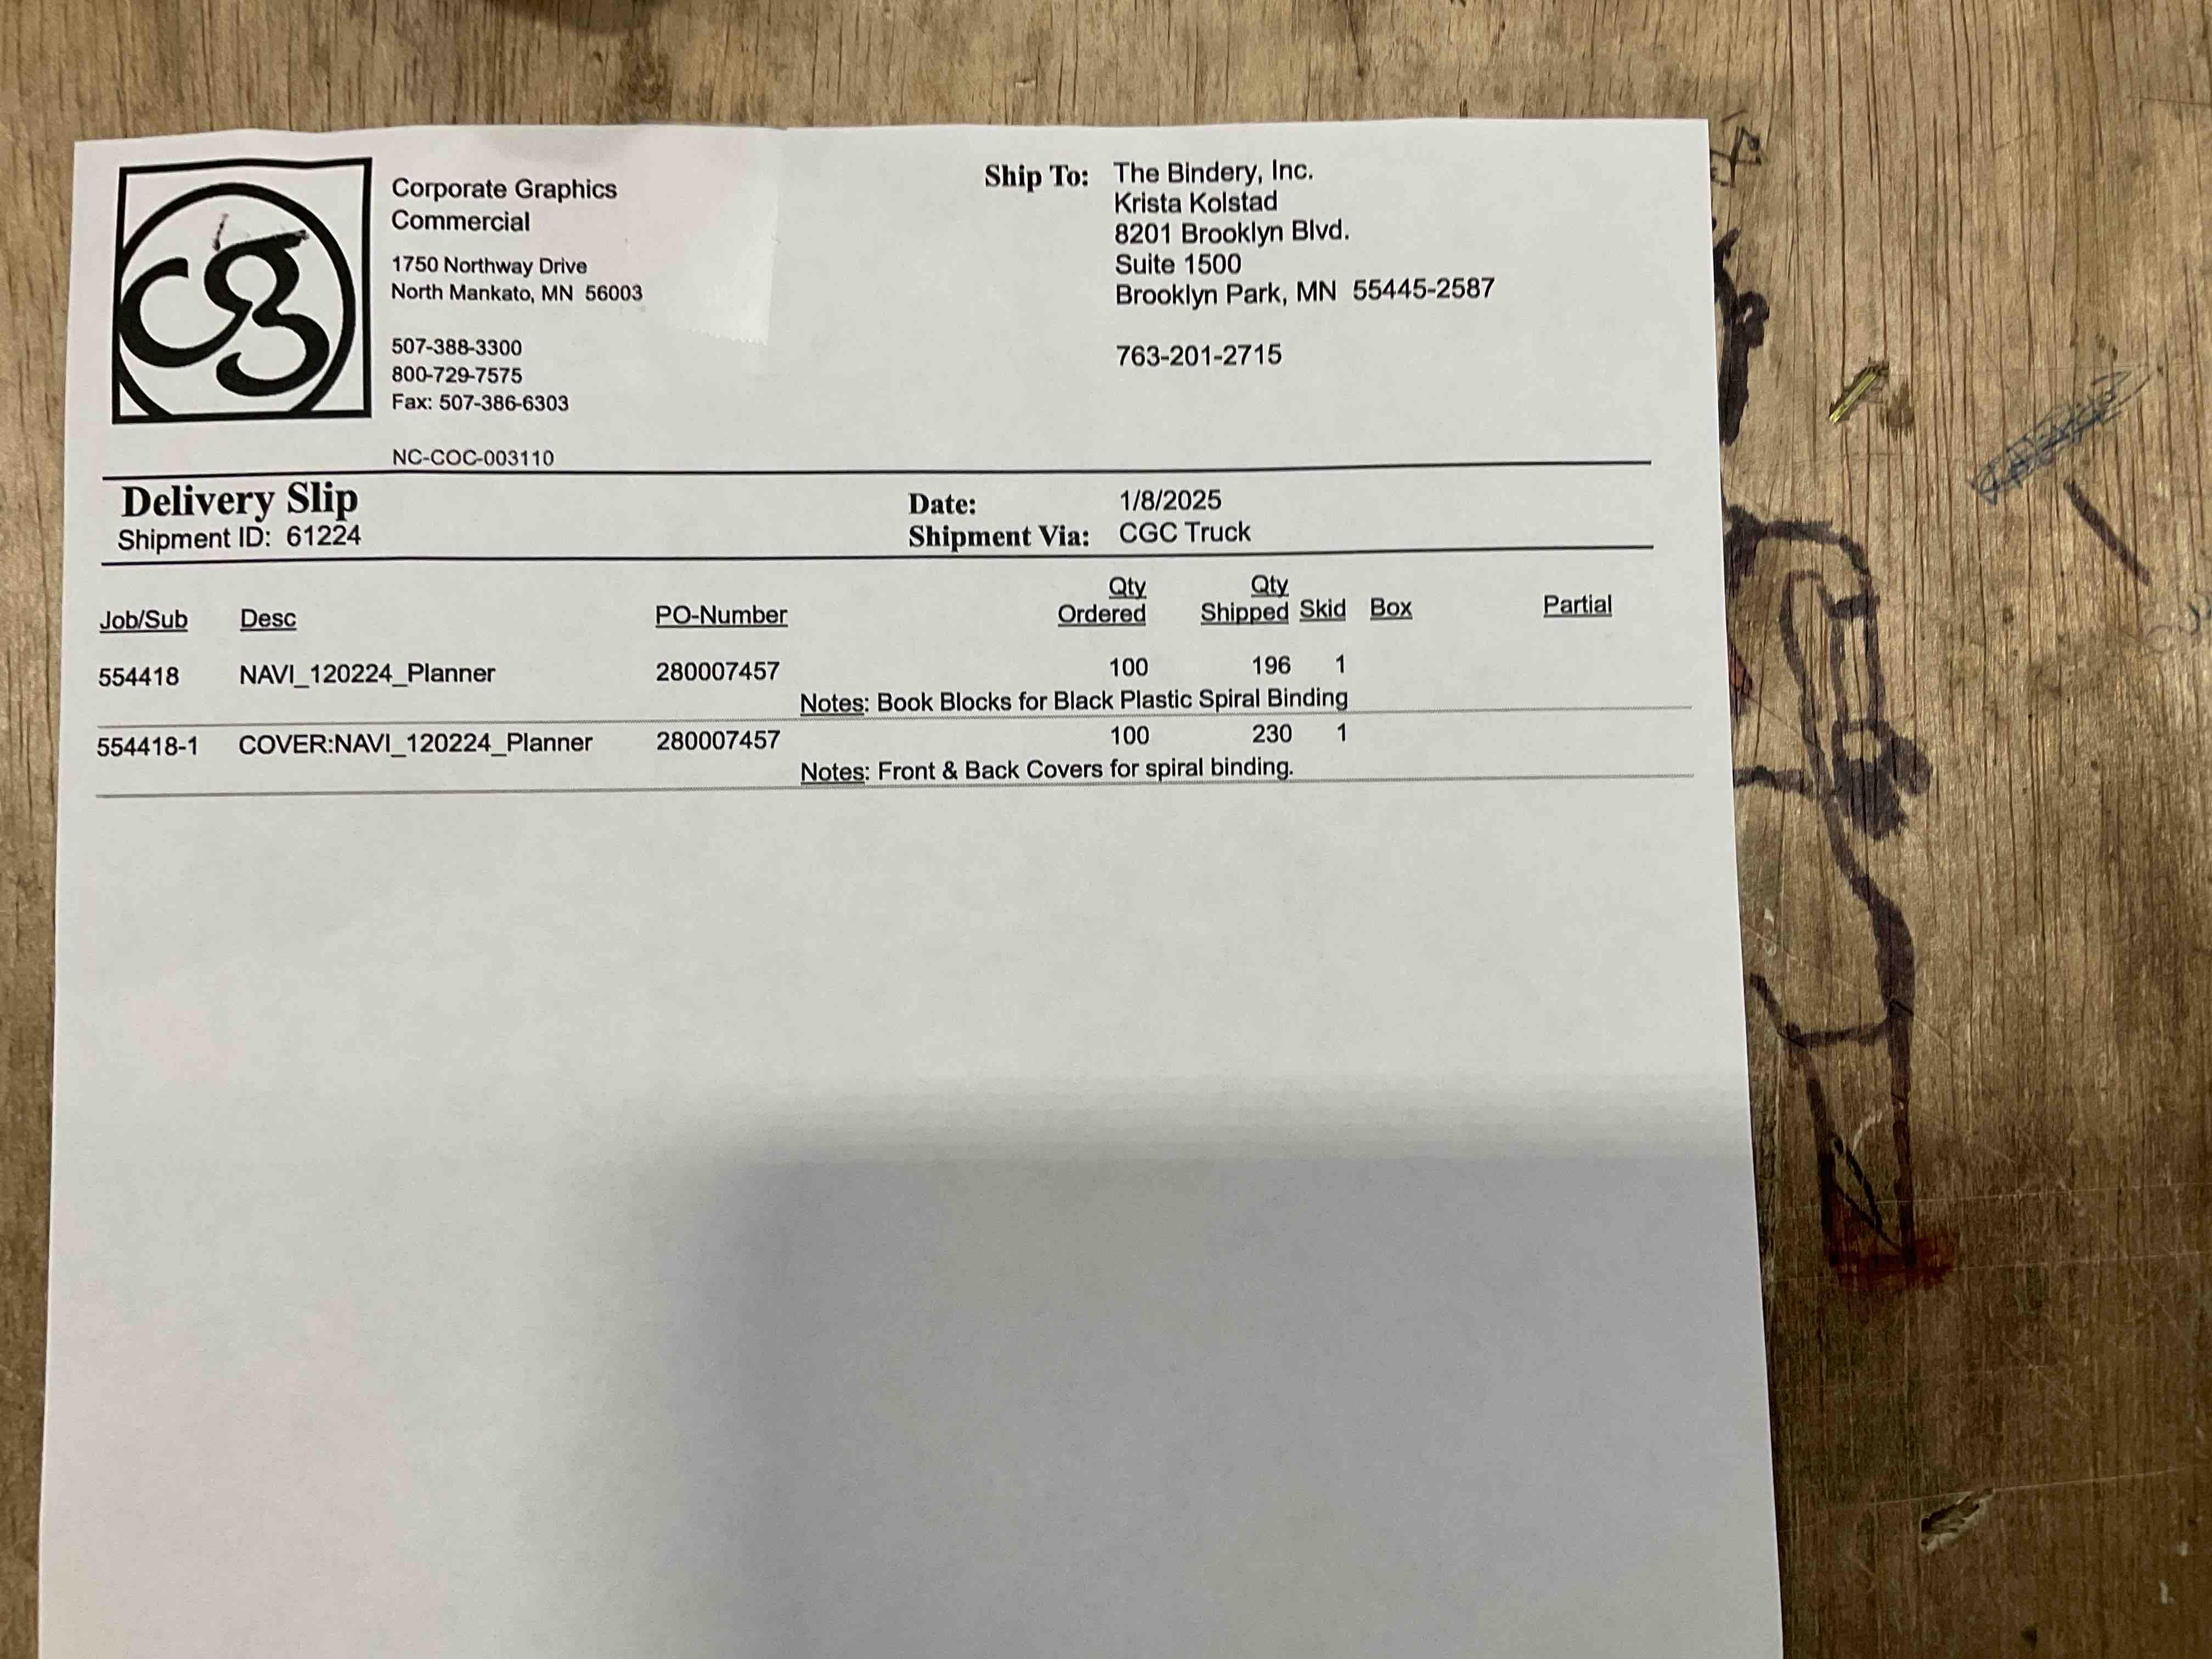 cg
Corporate Graphics
Commercial
1750 Northway Drive
North Mankato, MN 56003
507-388-3300
800-729-7575
Fax: 507-386-6303
NC-COC-003110
Ship To: The Bindery, Inc.
Krista Kolstad
8201 Brooklyn Blvd.
Suite 1500
Brooklyn Park, MN 55445-2587
763-201-2715
Delivery Slip
Shipment ID: 61224
Date: 1/8/2025
Shipment Via: CGC Truck
Job/Sub Desc PO-Number Qty Ordered Qty Shipped Skid Box Partial
554418 NAVI_120224_Planner 280007457 100 196 1
Notes: Book Blocks for Black Plastic Spiral Binding
554418-1 COVER:NAVI_120224_Planner 280007457 100 230 1
Notes: Front & Back Covers for spiral binding.